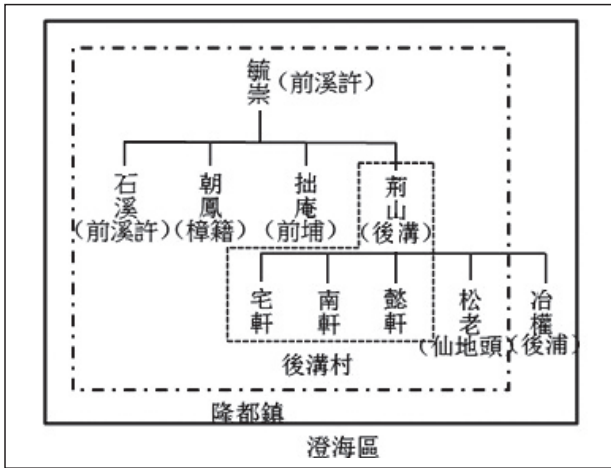 毓崇(前溪許)
石溪
(前溪許)
朝鳳
(樟籍)
拙庵
(前埔)
荊山
(後溝)
宅軒
南軒
懿軒
松老
(仙地頭)
冶權
(後浦)
後溝村
隆都鎮
澄海區